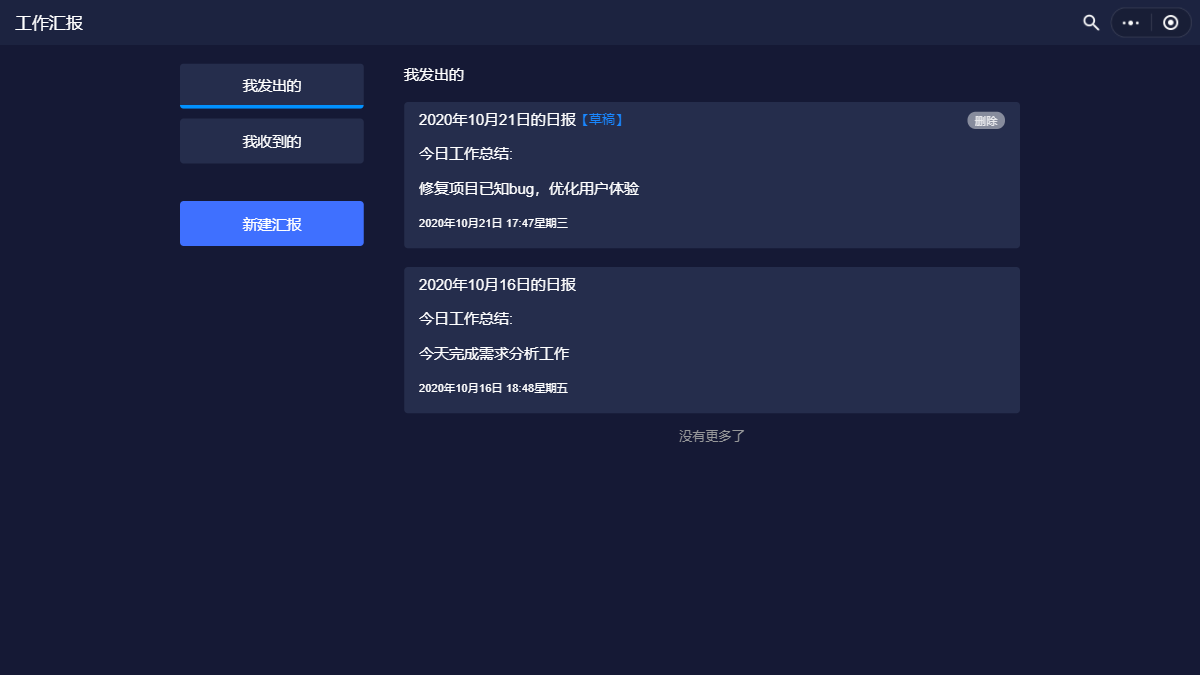 工作汇报
我发出的
我收到的
新建汇报
我发出的
2020年10月21日的日报【草稿】
删除
今日工作总结:
修复项目已知bug，优化用户体验
2020年10月21日 17:47星期三
2020年10月16日的日报
今日工作总结:
今天完成需求分析工作
2020年10月16日 18:48星期五
没有更多了